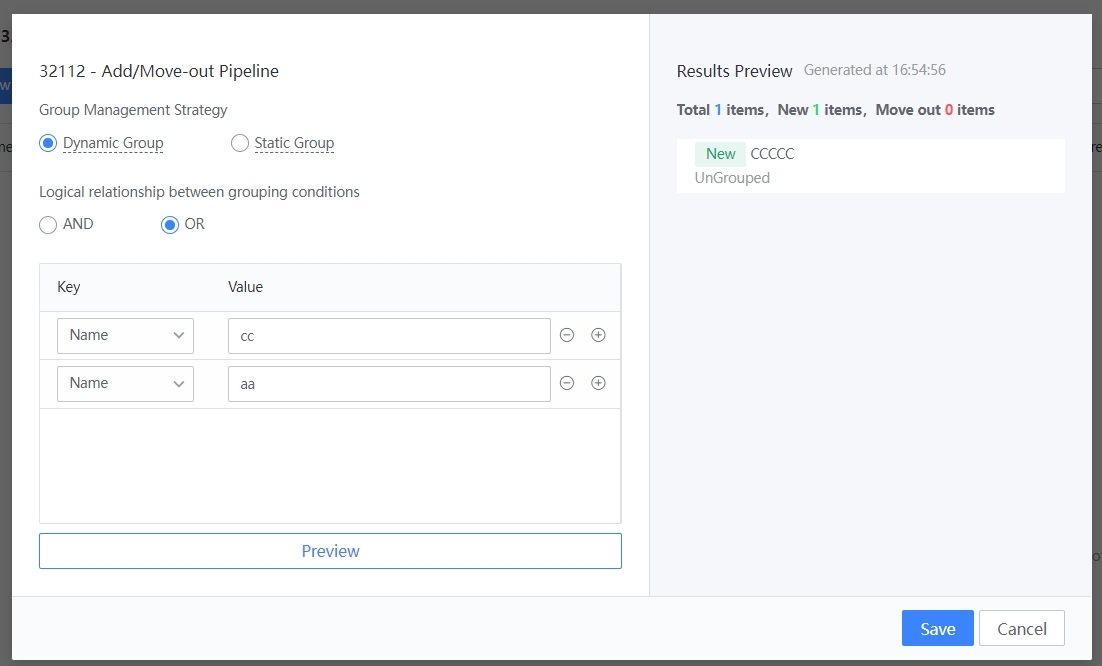 32112 - Add/Move-out Pipeline
Group Management Strategy
Dynamic Group Static Group
Logical relationship between grouping conditions
AND OR
Key Value
Name cc
Name aa
Preview
Results Preview Generated at 16:54:56
Total 1 items, New 1 items, Move out 0 items
New CCCCC
UnGrouped
Save Cancel